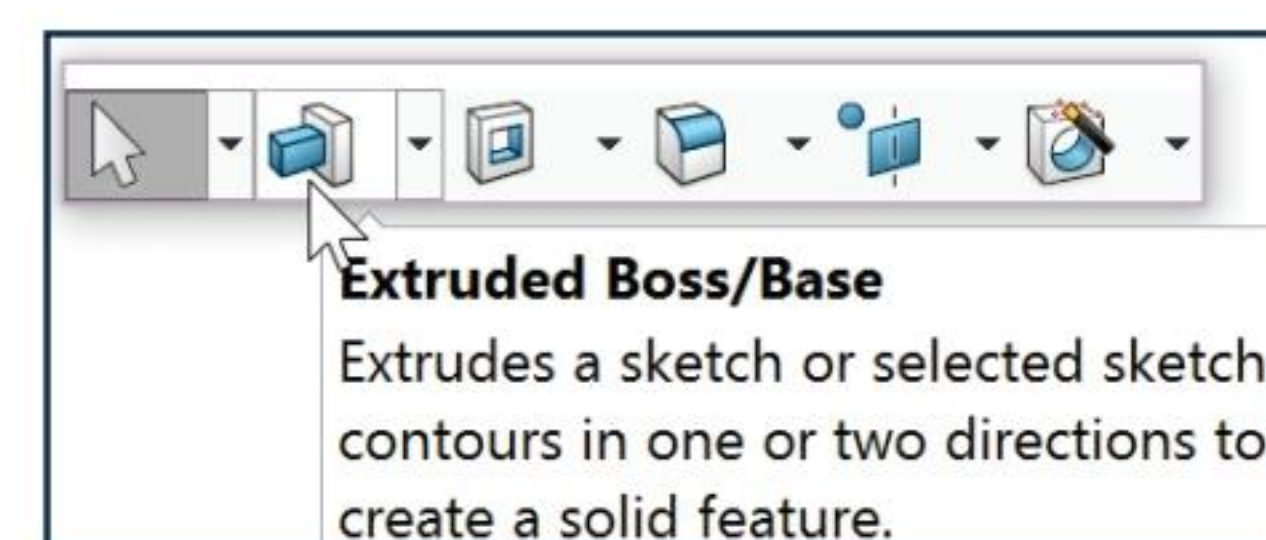 Extruded Boss/Base
Extrudes a sketch or selected sketch
contours in one or two directions to
create a solid feature.